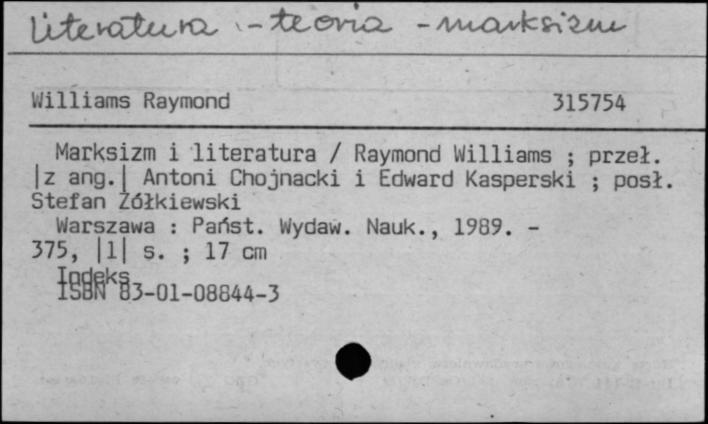 literatura - teoria - marksizm
Williams Raymond 315754
Marksizm i literatura / Raymond Williams ; przeł.
|z ang.| Antoni Chojnacki i Edward Kasperski ; posł.
Stefan Żółkiewski
Warszawa : Państ. Wydaw. Nauk., 1989. -
375, |1| s. ; 17 cm
Indeks
ISBN 83-01-08844-3